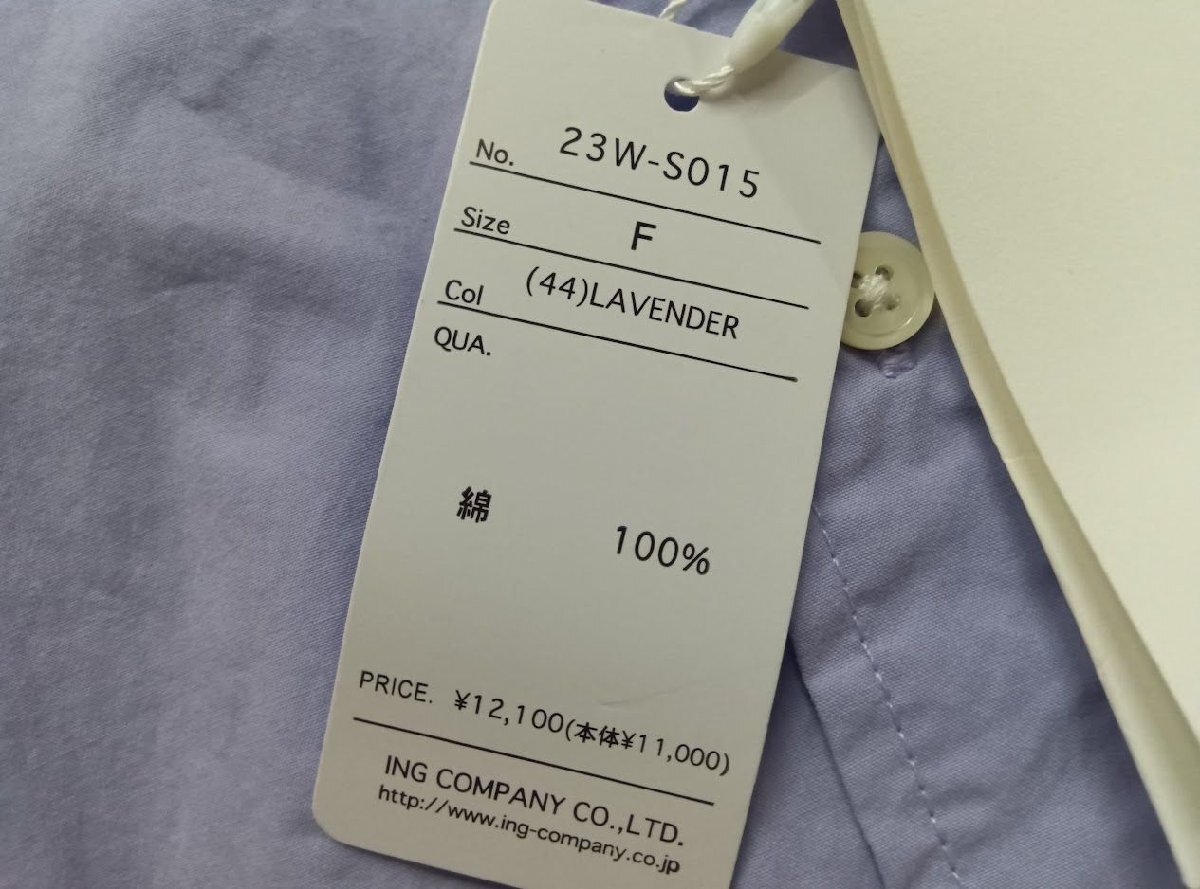 No. 23W-S015
Size F
Col (44)LAVENDER
QUA.
綿 100%
PRICE. ¥12,100(本体¥11,000)
ING COMPANY CO.,LTD.
http://www.ing-company.co.jp